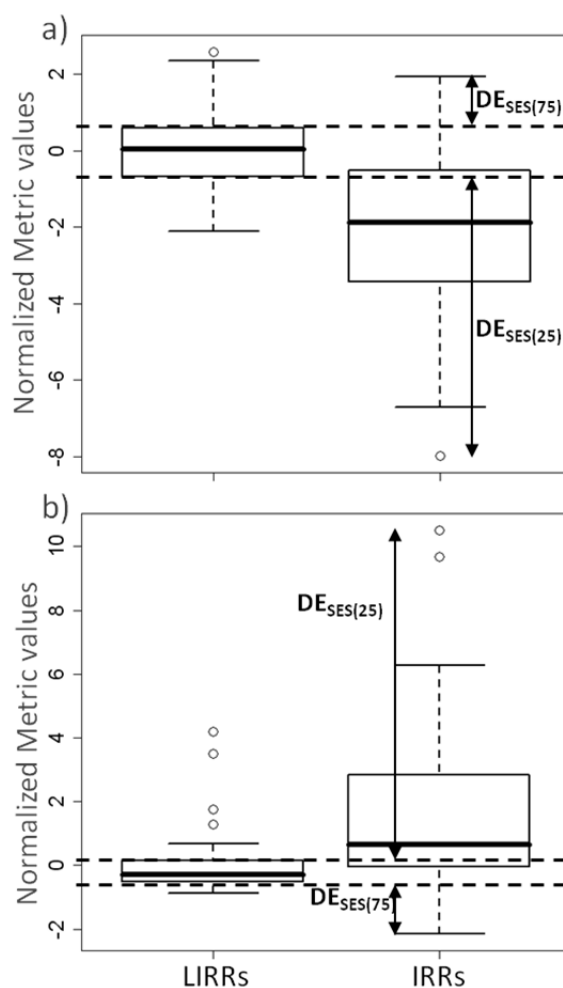 a)
Normalized Metric values
2
0
-2
-4
-6
-8
DESES(75)
DESES(25)
b)
Normalized Metric values
10
8
6
4
2
0
-2
DESES(25)
DESES(75)
LIRRs IRRs